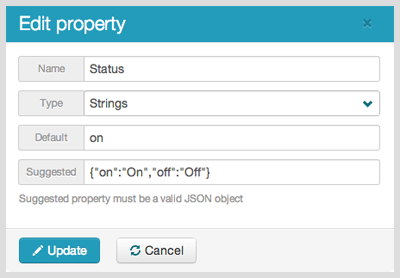 Edit property
×
Name Status
Type Strings
Default on
Suggested {"on":"On","off":"Off"}
Suggested property must be a valid JSON object
Update Cancel